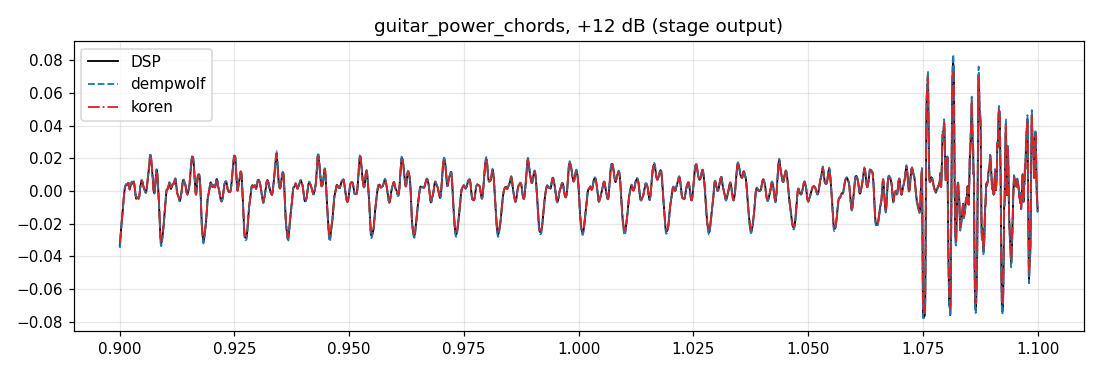 guitar_power_chords, +12 dB (stage output)
DSP
dempwolf
koren
0.08
0.06
0.04
0.02
0.00
−0.02
−0.04
−0.06
−0.08
0.900 0.925 0.950 0.975 1.000 1.025 1.050 1.075 1.100